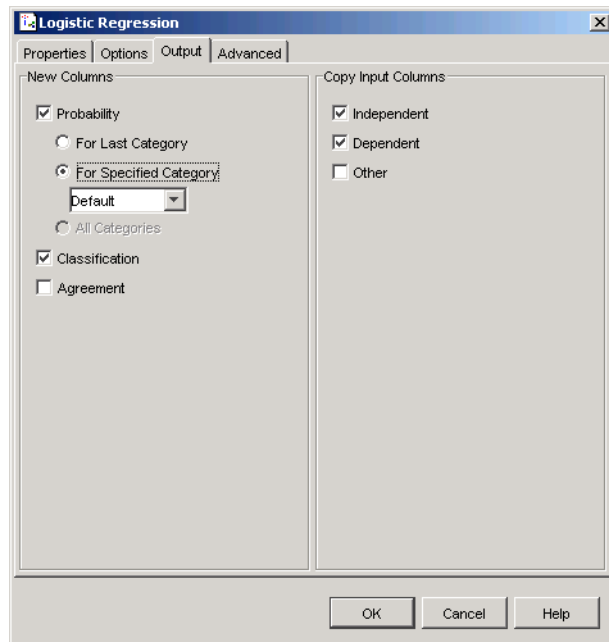 Logistic Regression
Properties Options Output Advanced
New Columns
Probability
For Last Category
For Specified Category
Default
All Categories
Classification
Agreement
Copy Input Columns
Independent
Dependent
Other
OK Cancel Help